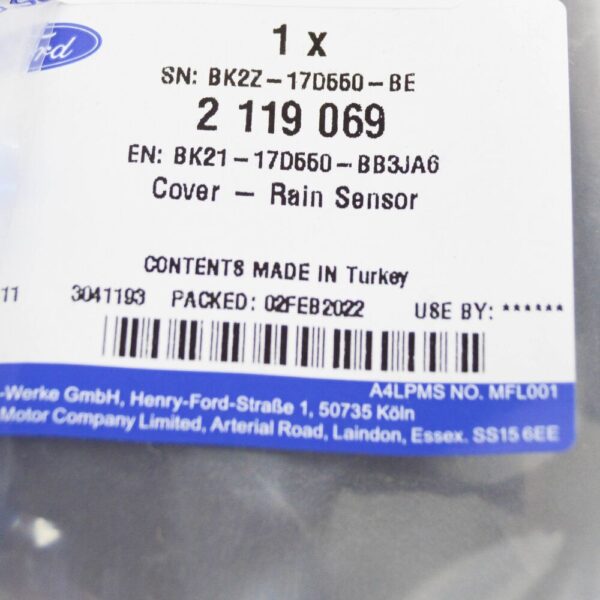 Ford
1 x
SN: BK2Z-17D550-BE
2 119 069
EN: BK21-17D550-BB3JA6
Cover - Rain Sensor
CONTENTS MADE IN Turkey
11 3041193 PACKED: 02FEB2022 USE BY: ******
A4LPMS NO. MFL001
-Werke GmbH, Henry-Ford-Straße 1, 50735 Köln
Motor Company Limited, Arterial Road, Laindon, Essex. SS15 6EE